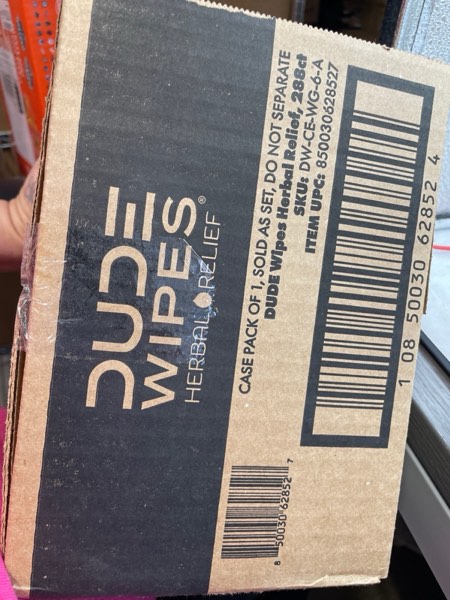 DUDE
WIPES®
HERBAL RELIEF
CASE PACK OF 1, SOLD AS SET, DO NOT SEPARATE
DUDE Wipes Herbal Relief, 288ct
SKU: DW-CE-WG-6-A
ITEM UPC: 850030628527
1 08 50030 62852 4
8 50030 62852 7